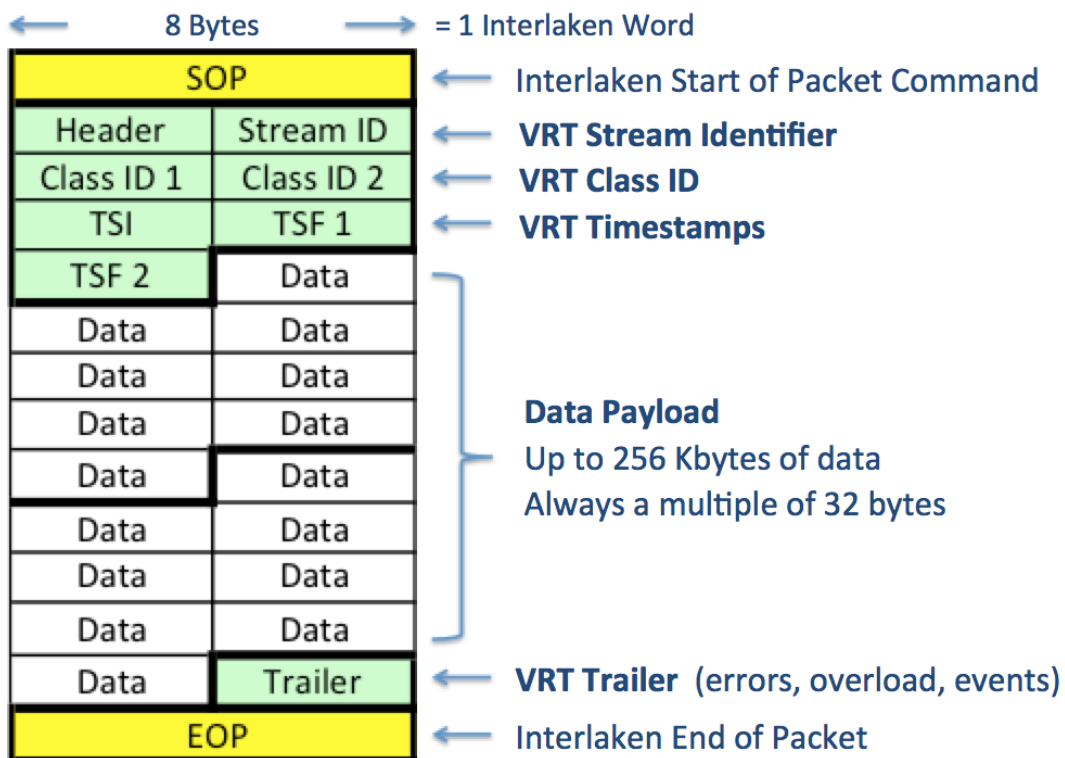 8 Bytes = 1 Interlaken Word
SOP Interlaken Start of Packet Command
Header Stream ID VRT Stream Identifier
Class ID 1 Class ID 2 VRT Class ID
TSI TSF 1 VRT Timestamps
TSF 2 Data
Data Data
Data Data
Data Data
Data Data
Data Data
Data Data
Data Data
Data Payload
Up to 256 Kbytes of data
Always a multiple of 32 bytes
Data Trailer VRT Trailer (errors, overload, events)
EOP Interlaken End of Packet